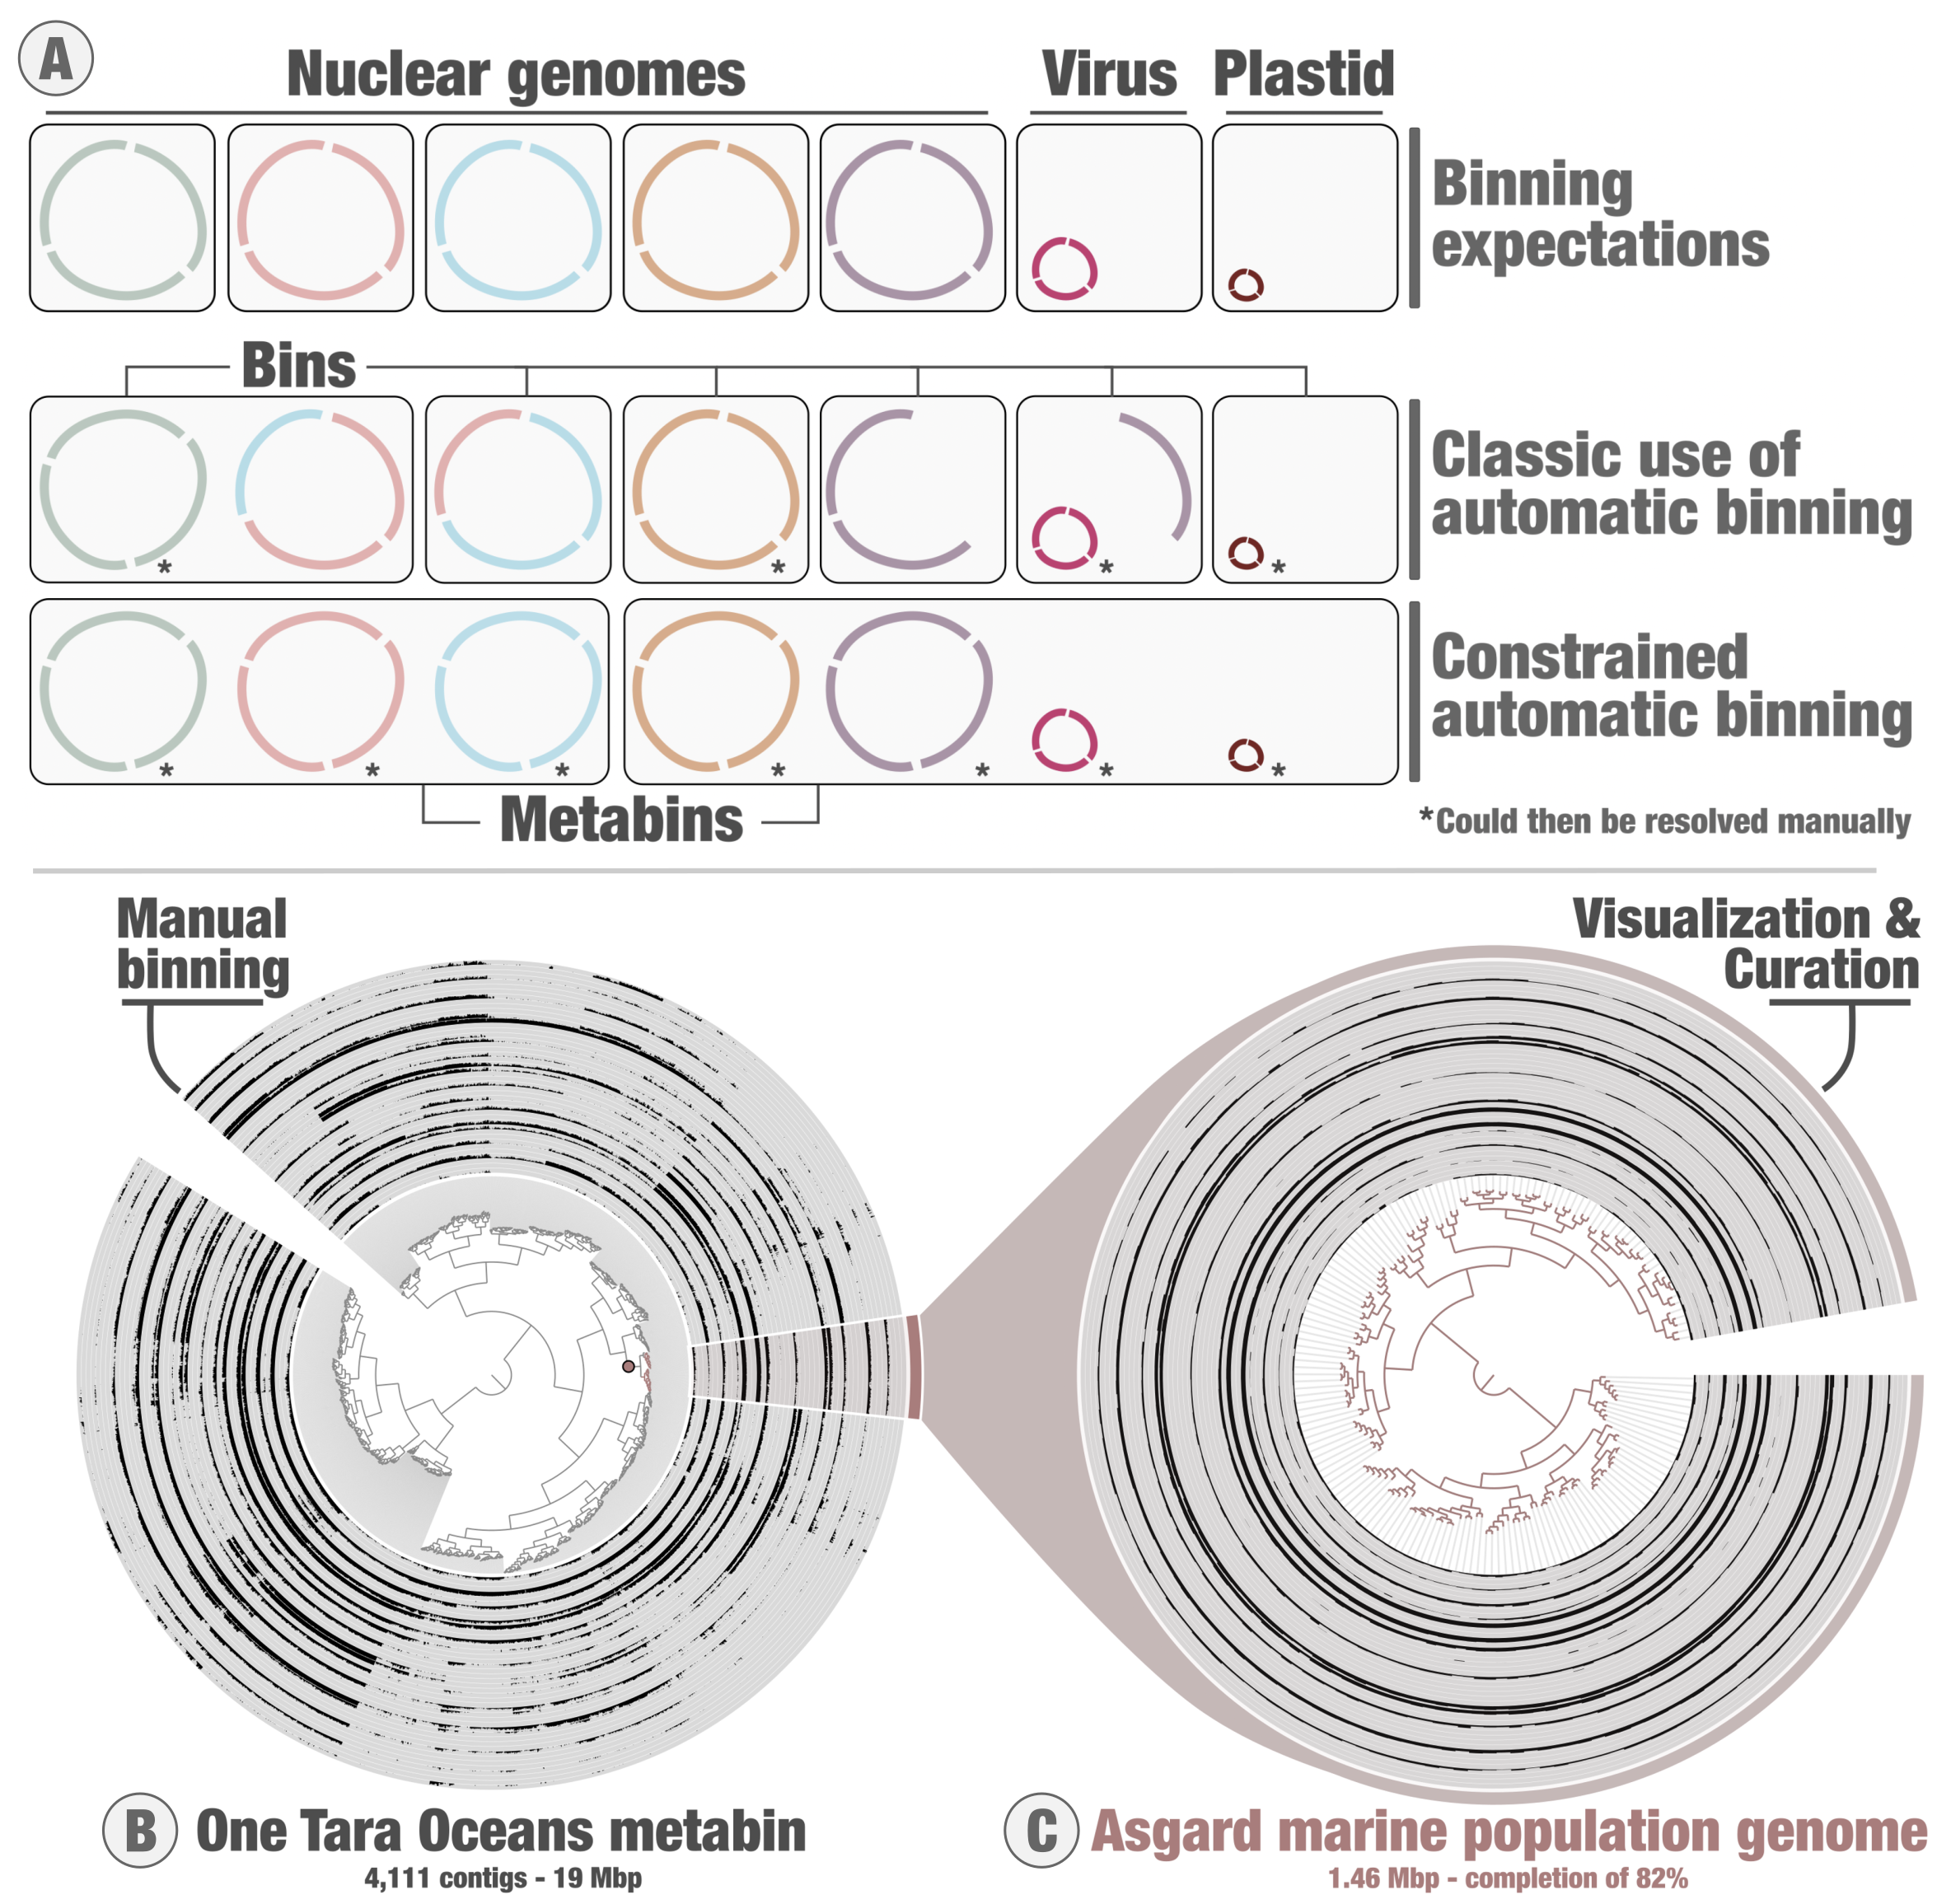 A
Nuclear genomes
Virus
Plastid
Binning
expectations
Bins
Classic use of
automatic binning
*
*
*
*
Constrained
automatic binning
*
*
*
*
*
*
*
Metabins
*Could then be resolved manually
Manual
binning
Visualization &
Curation
B
One Tara Oceans metabin
4,111 contigs - 19 Mbp
C
Asgard marine population genome
1.46 Mbp - completion of 82%